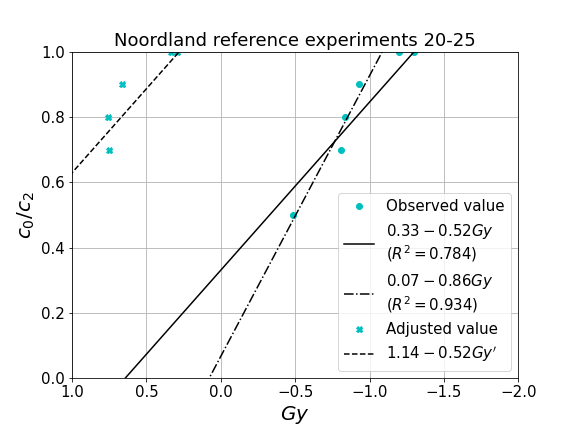 Noordland reference experiments 20-25
1.0
0.8
0.6
0.4
0.2
0.0
c₀/c₂
1.0 0.5 0.0 −0.5 −1.0 −1.5 −2.0
Gy
Observed value
0.33 − 0.52Gy
(R² = 0.784)
0.07 − 0.86Gy
(R² = 0.934)
Adjusted value
1.14 − 0.52Gy′